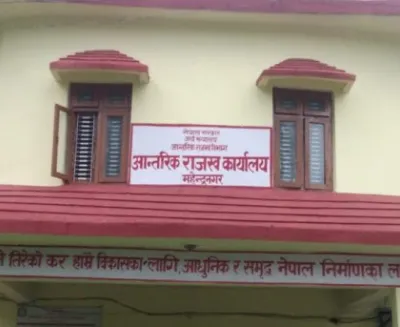 नेपाल सरकार
अर्थ मन्त्रालय
आन्तरिक राजस्व विभाग
आन्तरिक राजस्व कार्यालय
महेन्द्रनगर
तिरेको कर हाम्रै विकासका लागि, आधुनिक र समृद्ध नेपाल निर्माणका